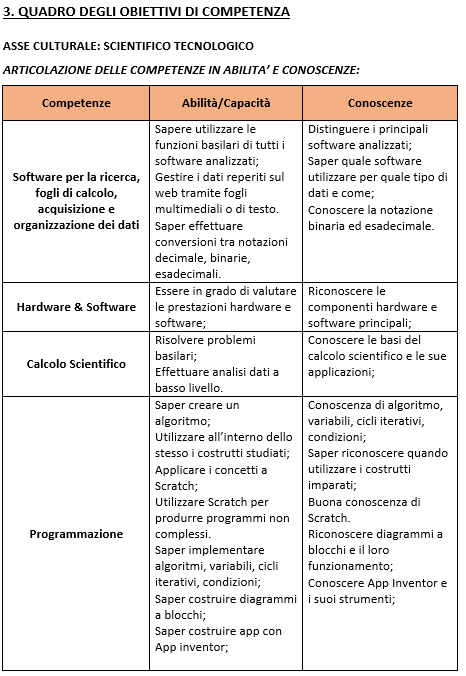 3. QUADRO DEGLI OBIETTIVI DI COMPETENZA
ASSE CULTURALE: SCIENTIFICO TECNOLOGICO
ARTICOLAZIONE DELLE COMPETENZE IN ABILITA’ E CONOSCENZE:
Competenze
Abilità/Capacità
Conoscenze
Software per la ricerca,
fogli di calcolo,
acquisizione e
organizzazione dei dati
Sapere utilizzare le
funzioni basilari di tutti i
software analizzati;
Gestire i dati reperiti sul
web tramite fogli
multimediali o di testo.
Saper effettuare
conversioni tra notazioni
decimale, binarie,
esadecimali.
Distinguere i principali
software analizzati;
Saper quale software
utilizzare per quale tipo di
dati e come;
Conoscere la notazione
binaria ed esadecimale.
Hardware & Software
Essere in grado di valutare
le prestazioni hardware e
software;
Riconoscere le
componenti hardware e
software principali;
Calcolo Scientifico
Risolvere problemi
basilari;
Effettuare analisi dati a
basso livello.
Conoscere le basi del
calcolo scientifico e le sue
applicazioni;
Programmazione
Saper creare un
algoritmo;
Utilizzare all’interno dello
stesso i costrutti studiati;
Applicare i concetti a
Scratch;
Utilizzare Scratch per
produrre programmi non
complessi.
Saper implementare
algoritmi, variabili, cicli
iterativi, condizioni;
Saper costruire diagrammi
a blocchi;
Saper costruire app con
App inventor;
Conoscenza di algoritmo,
variabili, cicli iterativi,
condizioni;
Saper riconoscere quando
utilizzare i costrutti
imparati;
Buona conoscenza di
Scratch.
Riconoscere diagrammi a
blocchi e il loro
funzionamento;
Conoscere App Inventor e
i suoi strumenti;